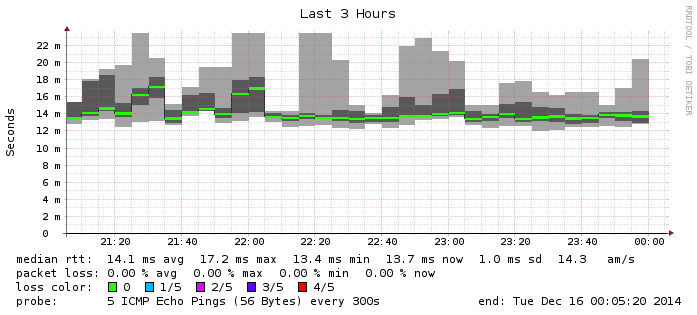 Last 3 Hours
RRDTOOL / TOBI OETIKER
Seconds
22 m
20 m
18 m
16 m
14 m
12 m
10 m
8 m
6 m
4 m
2 m
0
21:20 21:40 22:00 22:20 22:40 23:00 23:20 23:40 00:00
median rtt: 14.1 ms avg 17.2 ms max 13.4 ms min 13.7 ms now 1.0 ms sd 14.3 am/s
packet loss: 0.00 % avg 0.00 % max 0.00 % min 0.00 % now
loss color: 0 1/5 2/5 3/5 4/5
probe: 5 ICMP Echo Pings (56 Bytes) every 300s end: Tue Dec 16 00:05:20 2014